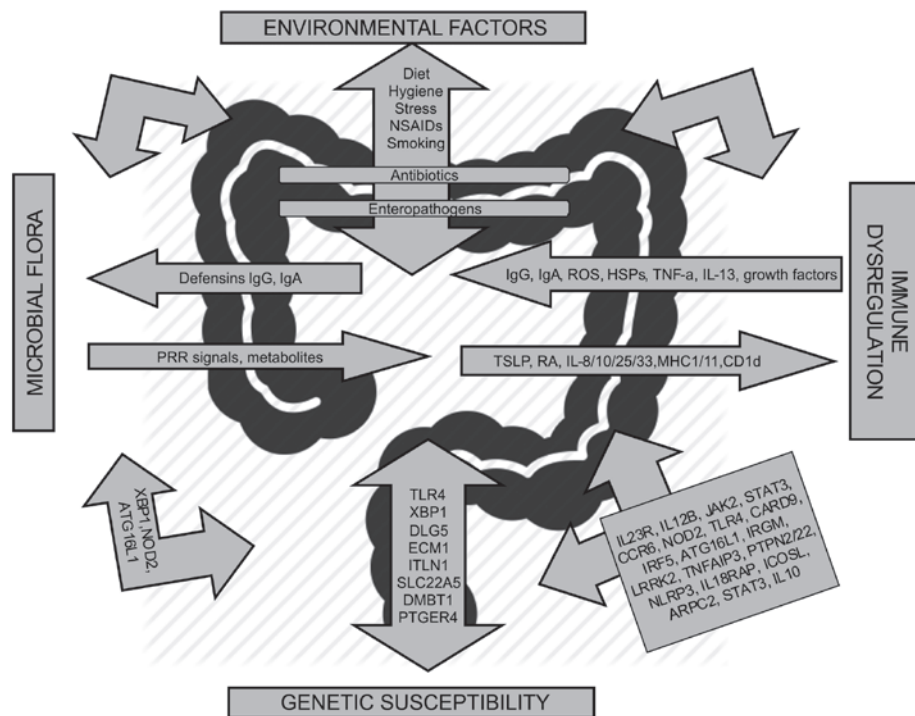 ENVIRONMENTAL FACTORS
Diet
Hygiene
Stress
NSAIDs
Smoking
Antibiotics
Enteropathogens
MICROBIAL FLORA
Defensins IgG, IgA
IgG, IgA, ROS, HSPs, TNF-a, IL-13, growth factors
PRR signals, metabolites
TSLP, RA, IL-8/10/25/33,MHC1/11,CD1d
IMMUNE
DYSREGULATION
XBP1,NOD2,
ATG16L1
TLR4
XBP1
DLG5
ECM1
ITLN1
SLC22A5
DMBT1
PTGER4
IL23R, IL12B, JAK2, STAT3,
CCR6, NOD2, TLR4, CARD9,
IRF5, ATG16L1, IRGM,
LRRK2, TNFAIP3, PTPN2/22,
NLRP3, IL18RAP, ICOSL,
ARPC2, STAT3, IL10
GENETIC SUSCEPTIBILITY